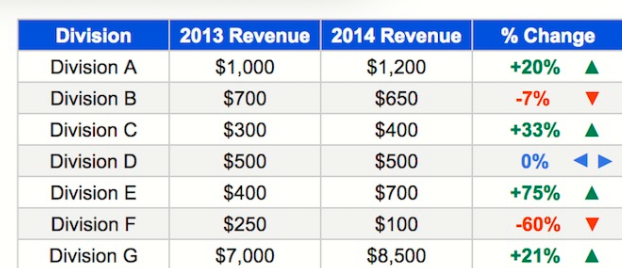 Division 2013 Revenue 2014 Revenue % Change
Division A $1,000 $1,200 +20% ▲
Division B $700 $650 -7% ▼
Division C $300 $400 +33% ▲
Division D $500 $500 0% ◀ ▶
Division E $400 $700 +75% ▲
Division F $250 $100 -60% ▼
Division G $7,000 $8,500 +21% ▲